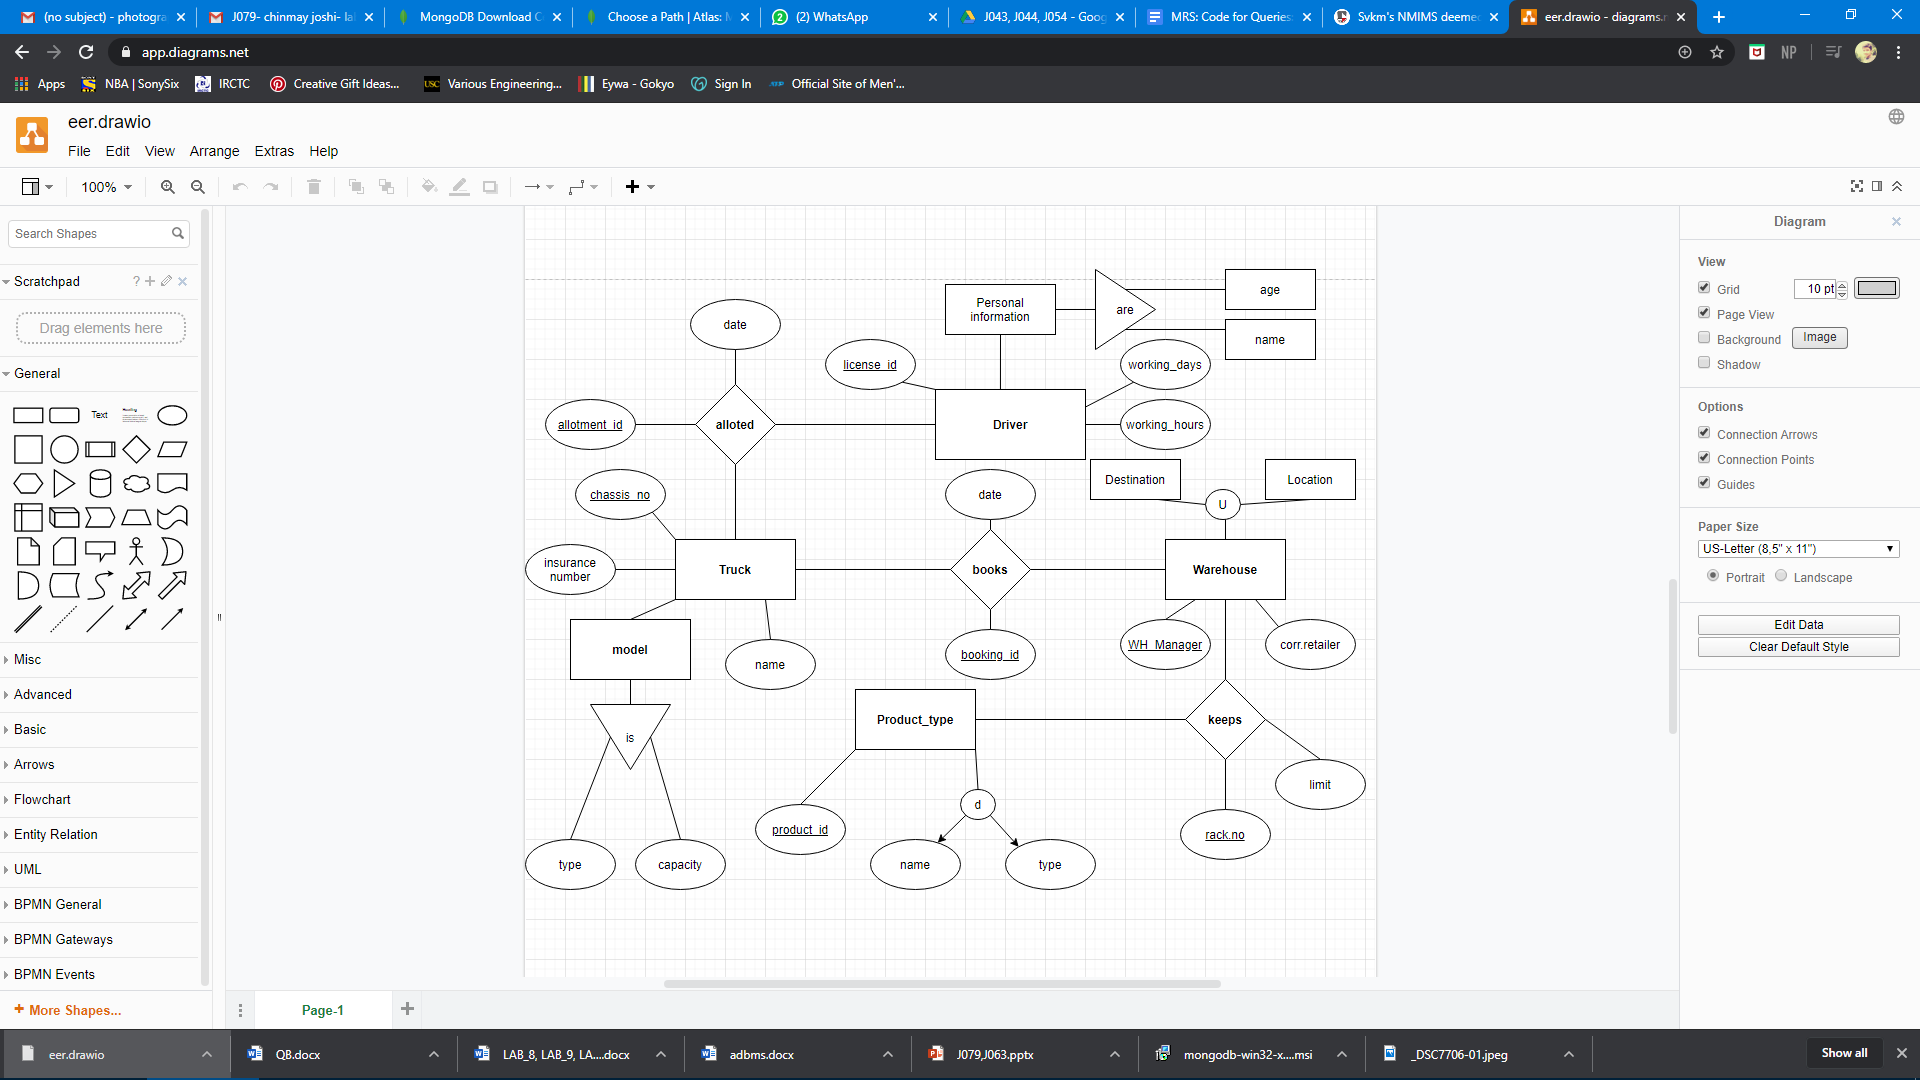 (no subject) - photogra
J079- chinmay joshi- la
MongoDB Download C
Choose a Path | Atlas: M
(2) WhatsApp
J043, J044, J054 - Goog
MRS: Code for Queries:
Svkm's NMIMS deeme
eer.drawio - diagrams.n
app.diagrams.net
NP
Apps
NBA | SonySix
IRCTC
Creative Gift Ideas...
USC
Various Engineering...
Eywa - Gokyo
Sign In
Official Site of Men'...
eer.drawio
File Edit View Arrange Extras Help
100%
Search Shapes
Scratchpad
?
Drag elements here
General
Text
Misc
Advanced
Basic
Arrows
Flowchart
Entity Relation
UML
BPMN General
BPMN Gateways
BPMN Events
+ More Shapes...
date
Personal
information
are
age
name
license_id
working_days
allotment_id
alloted
Driver
working_hours
chassis_no
date
Destination
Location
U
insurance
number
Truck
books
Warehouse
model
name
booking_id
WH_Manager
corr.retailer
is
Product_type
keeps
limit
d
product_id
rack.no
type
capacity
name
type
Page-1
Diagram
View
Grid
10 pt
Page View
Background
Image
Shadow
Options
Connection Arrows
Connection Points
Guides
Paper Size
US-Letter (8,5" x 11")
Portrait
Landscape
Edit Data
Clear Default Style
eer.drawio
QB.docx
LAB_8, LAB_9, LA....docx
adbms.docx
J079,J063.pptx
mongodb-win32-x....msi
_DSC7706-01.jpeg
Show all